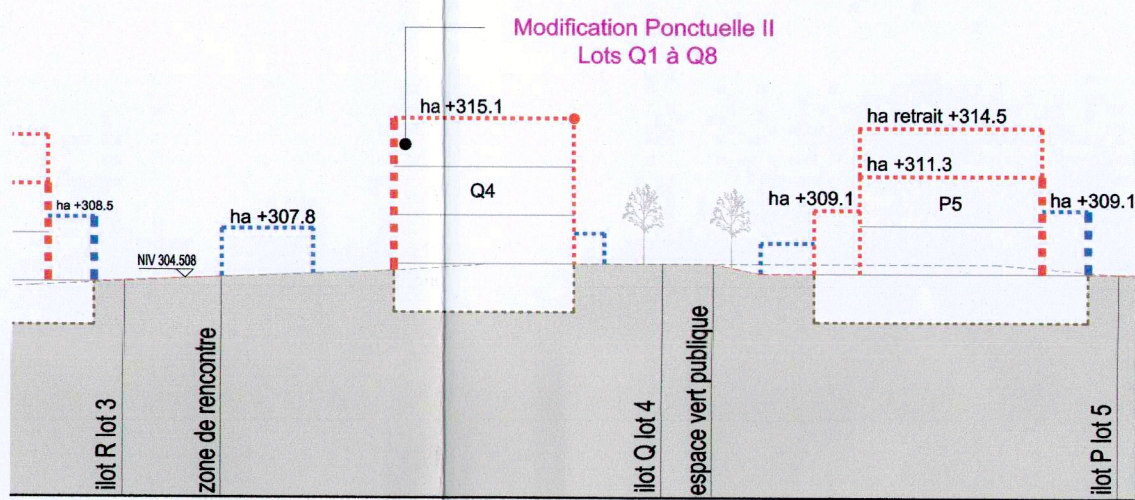 Modification Ponctuelle II
Lots Q1 à Q8
ha +315.1
ha retrait +314.5
ha +311.3
Q4
P5
ha +308.5
ha +307.8
ha +309.1
ha +309.1
NIV 304.508
ilot R lot 3
zone de rencontre
ilot Q lot 4
espace vert publique
ilot P lot 5